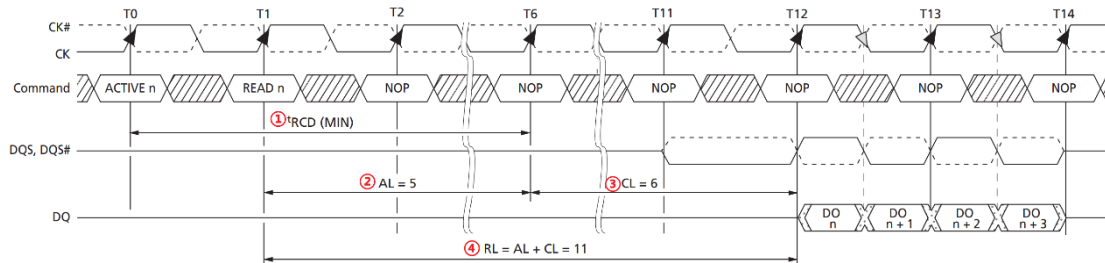 T0 T1 T2 T6 T11 T12 T13 T14
CK#
CK
Command ACTIVE n READ n NOP NOP NOP NOP NOP NOP
① tRCD (MIN)
DQS, DQS#
② AL = 5 ③ CL = 6
DQ DO n DO n + 1 DO n + 2 DO n + 3
④ RL = AL + CL = 11